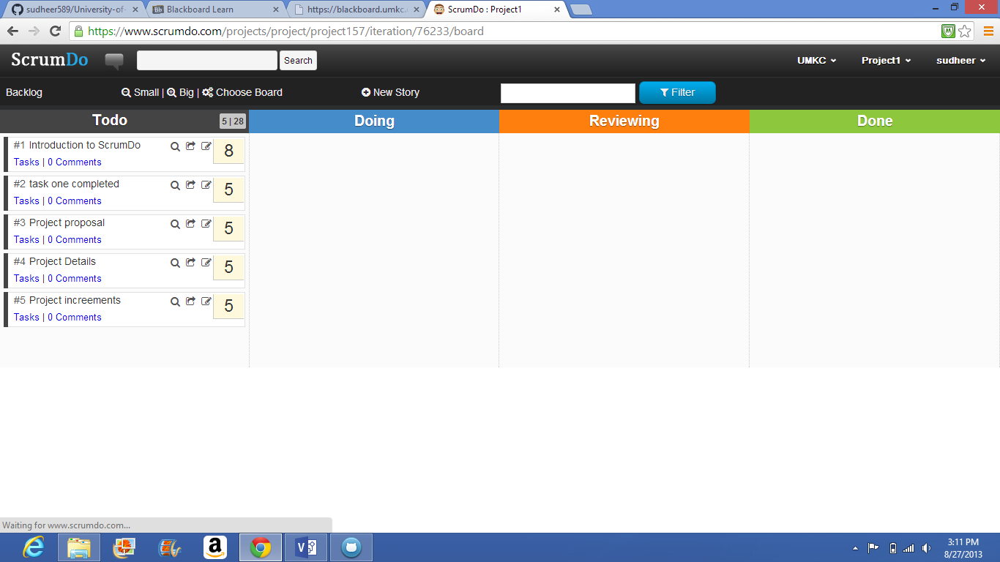 sudheer589/University-of-
Blackboard Learn
https://blackboard.umkc.
ScrumDo : Project1
https://www.scrumdo.com/projects/project/project157/iteration/76233/board
ScrumDo
Search
UMKC
Project1
sudheer
Backlog
Small | Big | Choose Board
New Story
Filter
Todo
5 | 28
Doing
Reviewing
Done
#1 Introduction to ScrumDo
8
Tasks | 0 Comments
#2 task one completed
5
Tasks | 0 Comments
#3 Project proposal
5
Tasks | 0 Comments
#4 Project Details
5
Tasks | 0 Comments
#5 Project increements
5
Tasks | 0 Comments
Waiting for www.scrumdo.com...
3:11 PM
8/27/2013